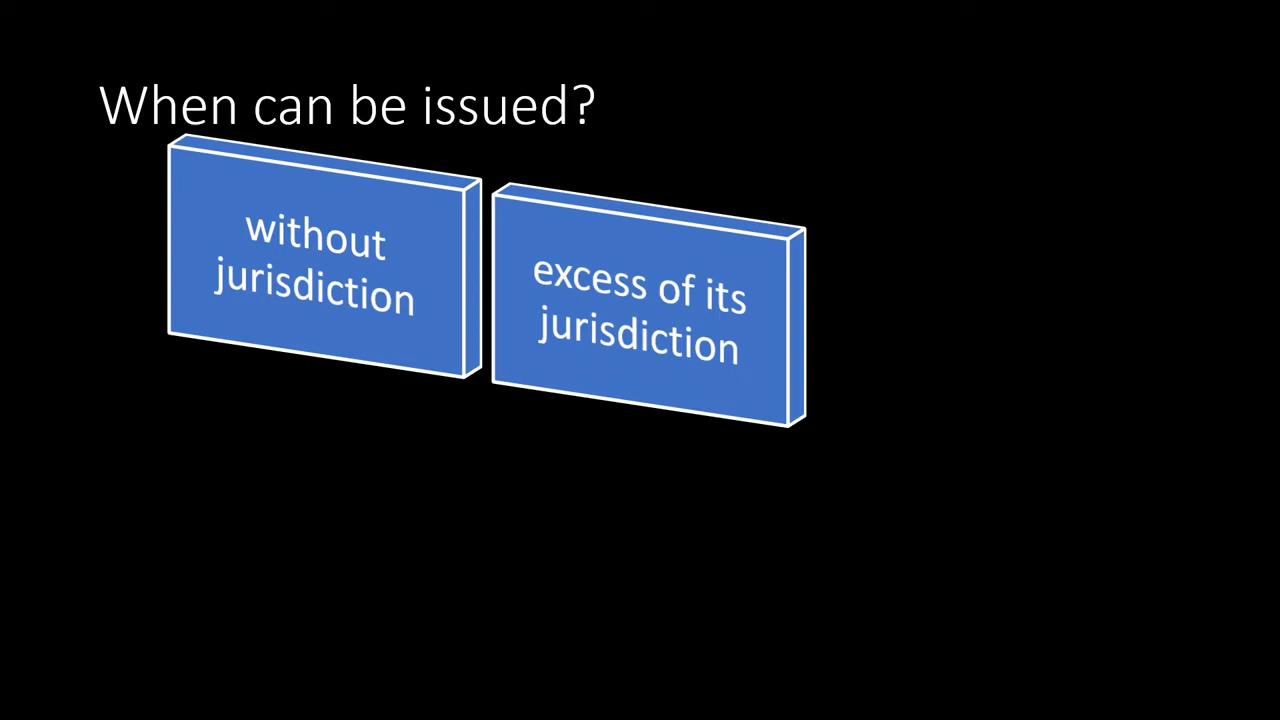 When can be issued?
without
jurisdiction
excess of its
jurisdiction